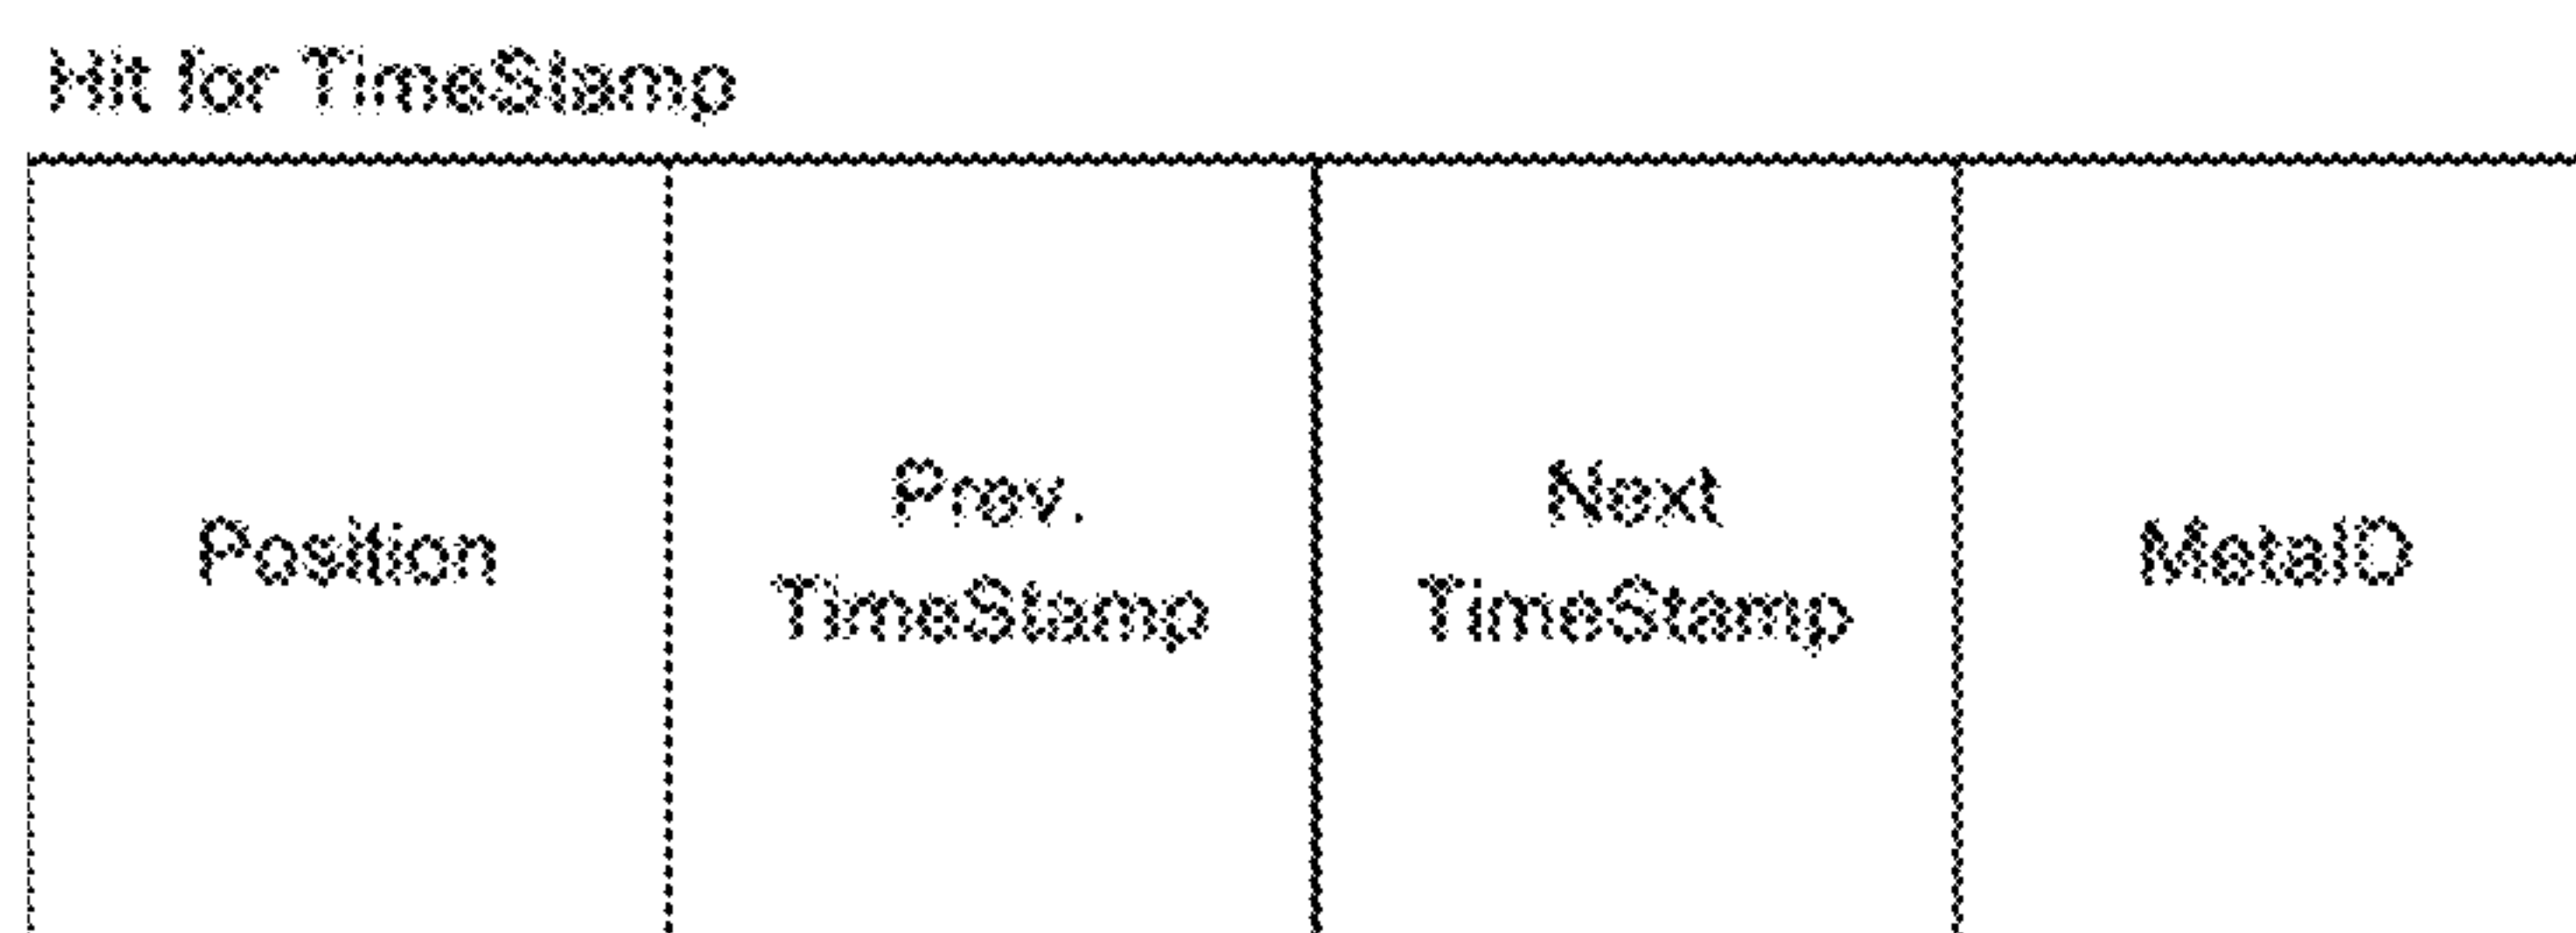 Hit for TimeStamp
Position
Prev.
TimeStamp
Next
TimeStamp
MetaID